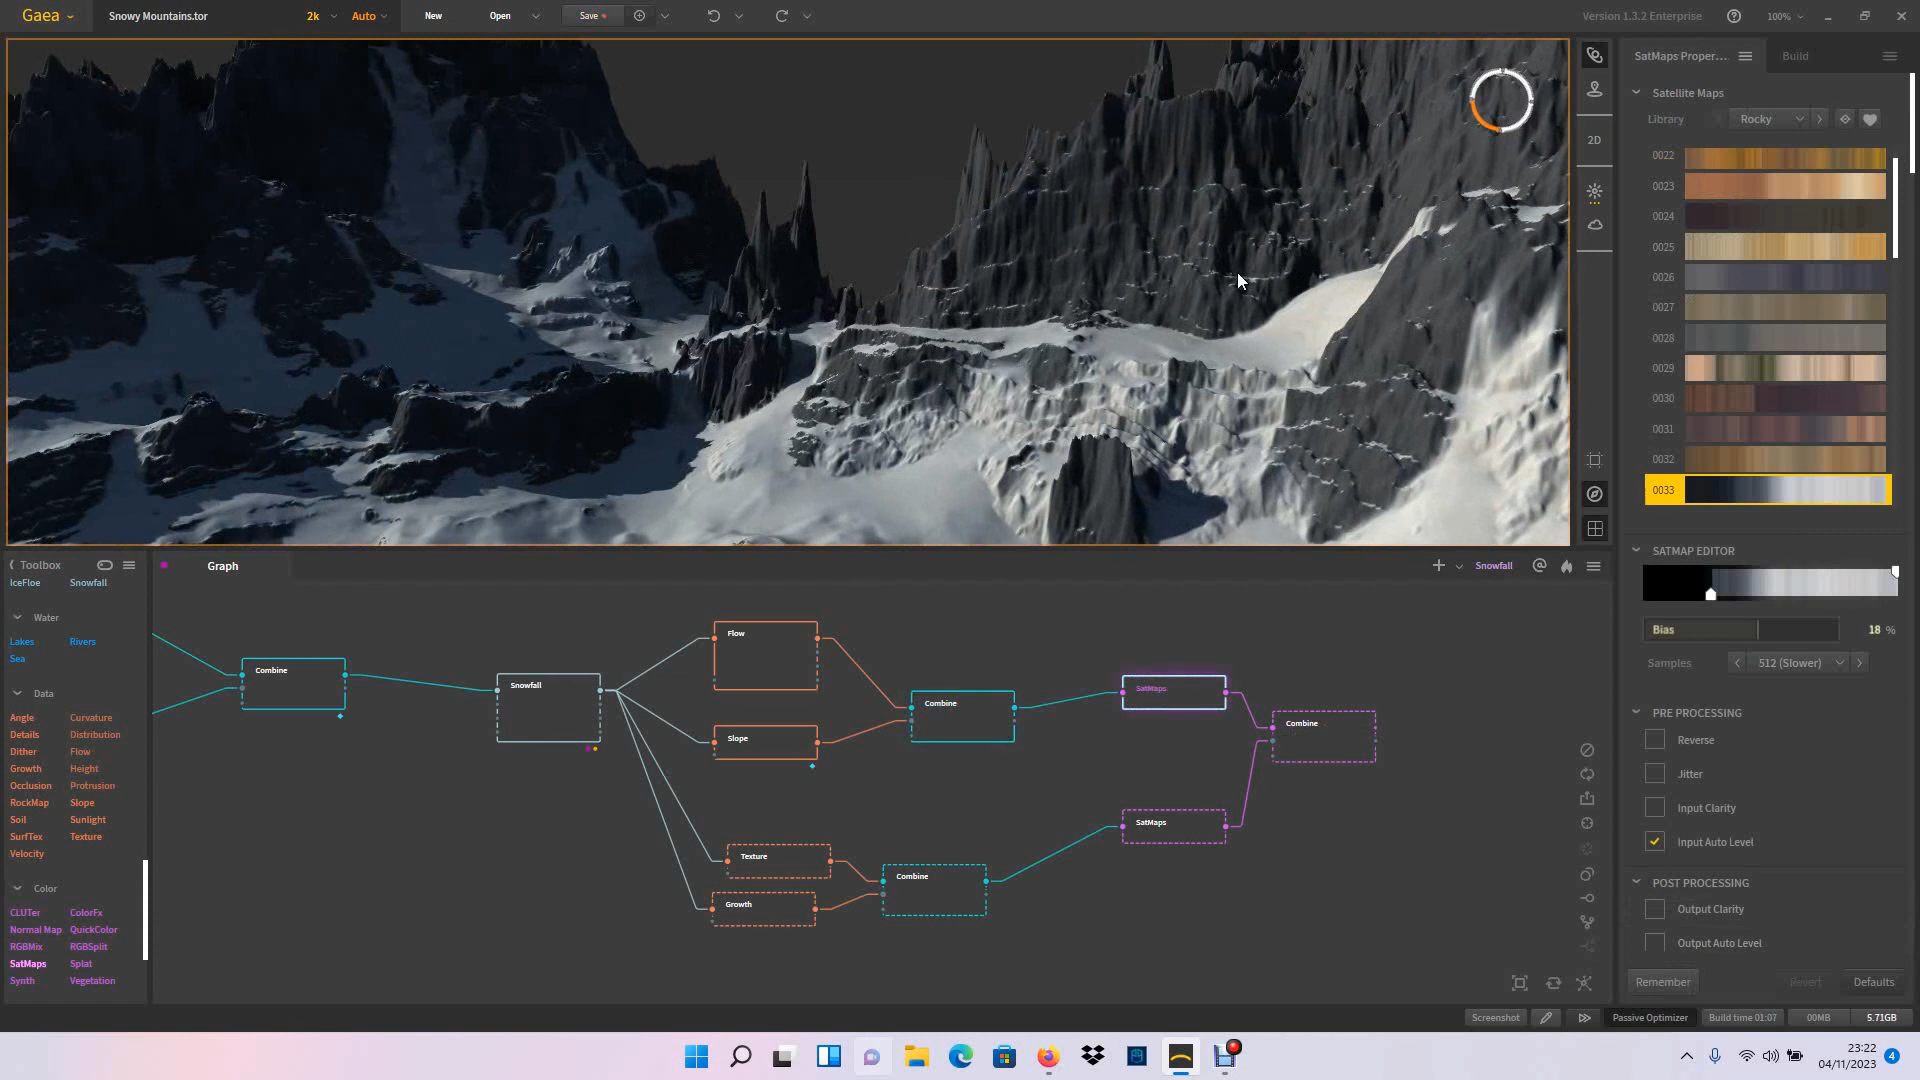 Gaea
Snowy Mountains.tor
2k
Auto
New
Open
Save
Version 1.3.2 Enterprise
100%
SatMaps Proper...
Build
Satellite Maps
Library
Rocky
0022
0023
0024
0025
0026
0027
0028
0029
0030
0031
0032
0033
2D
SATMAP EDITOR
Bias
18 %
Samples
512 (Slower)
PRE PROCESSING
Reverse
Jitter
Input Clarity
Input Auto Level
POST PROCESSING
Output Clarity
Output Auto Level
Remember
Revert
Defaults
Toolbox
IceFloe Snowfall
Water
Lakes Rivers
Sea
Data
Angle Curvature
Details Distribution
Dither Flow
Growth Height
Occlusion Protrusion
RockMap Slope
Soil Sunlight
SurfTex Texture
Velocity
Color
CLUTer ColorFx
Normal Map QuickColor
RGBMix RGBSplit
SatMaps Splat
Synth Vegetation
Graph
Snowfall
Combine
Snowfall
Flow
Slope
Combine
SatMaps
Combine
SatMaps
Texture
Growth
Combine
Screenshot
Passive Optimizer
Build time 01:07
00MB
5.71GB
23:22
04/11/2023
4